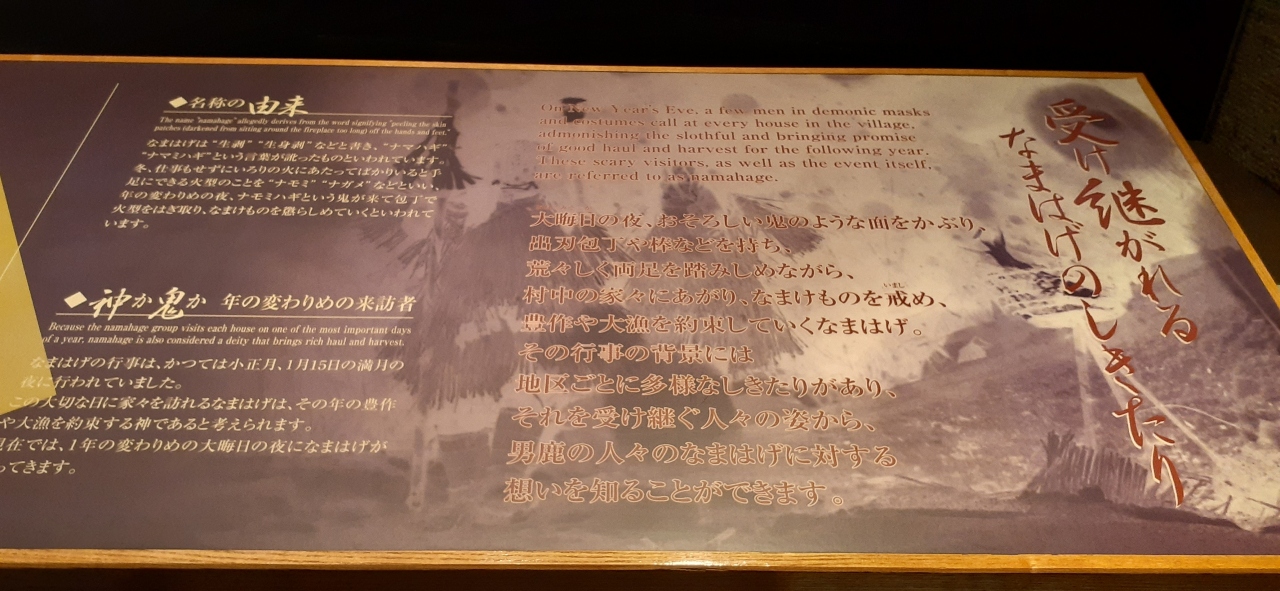 受け継がれる
なまはげのしきたり
On New Year's Eve, a few men in demonic masks
and costumes call at every house in the village,
admonishing the slothful and bringing promise
of good haul and harvest for the following year.
These scary visitors, as well as the event itself,
are referred to as namahage.
大晦日の夜、おそろしい鬼のような面をかぶり、
出刃包丁や棒などを持ち、
荒々しく両足を踏みしめながら、
村中の家々にあがり、なまけものを戒め、
いまし
豊作や大漁を約束していくなまはげ。
その行事の背景には
地区ごとに多様なしきたりがあり、
それを受け継ぐ人々の姿から、
男鹿の人々のなまはげに対する
想いを知ることができます。
◆名称の由来
The name "namahage" allegedly derives from the word signifying "peeling the skin
patches (darkened from sitting around the fireplace too long) off the hands and feet."
なまはげは“生剥”“生身剥”などと書き、“ナマハギ”
“ナマミハギ”という言葉が訛ったものといわれています。
冬、仕事もせずにいろりの火にあたってばかりいると手
足にできる火型のことを“ナモミ”“ナガメ”などといい、
年の変わりめの夜、ナモミハギという鬼が来て包丁で
火型をはぎ取り、なまけものを懲らしめていくといわれて
います。
◆神か鬼か 年の変わりめの来訪者
Because the namahage group visits each house on one of the most important days
of a year, namahage is also considered a deity that brings rich haul and harvest.
なまはげの行事は、かつては小正月、1月15日の満月の
夜に行われていました。
この大切な日に家々を訪れるなまはげは、その年の豊作
や大漁を約束する神であると考えられます。
現在では、1年の変わりめの大晦日の夜になまはげが
ってきます。